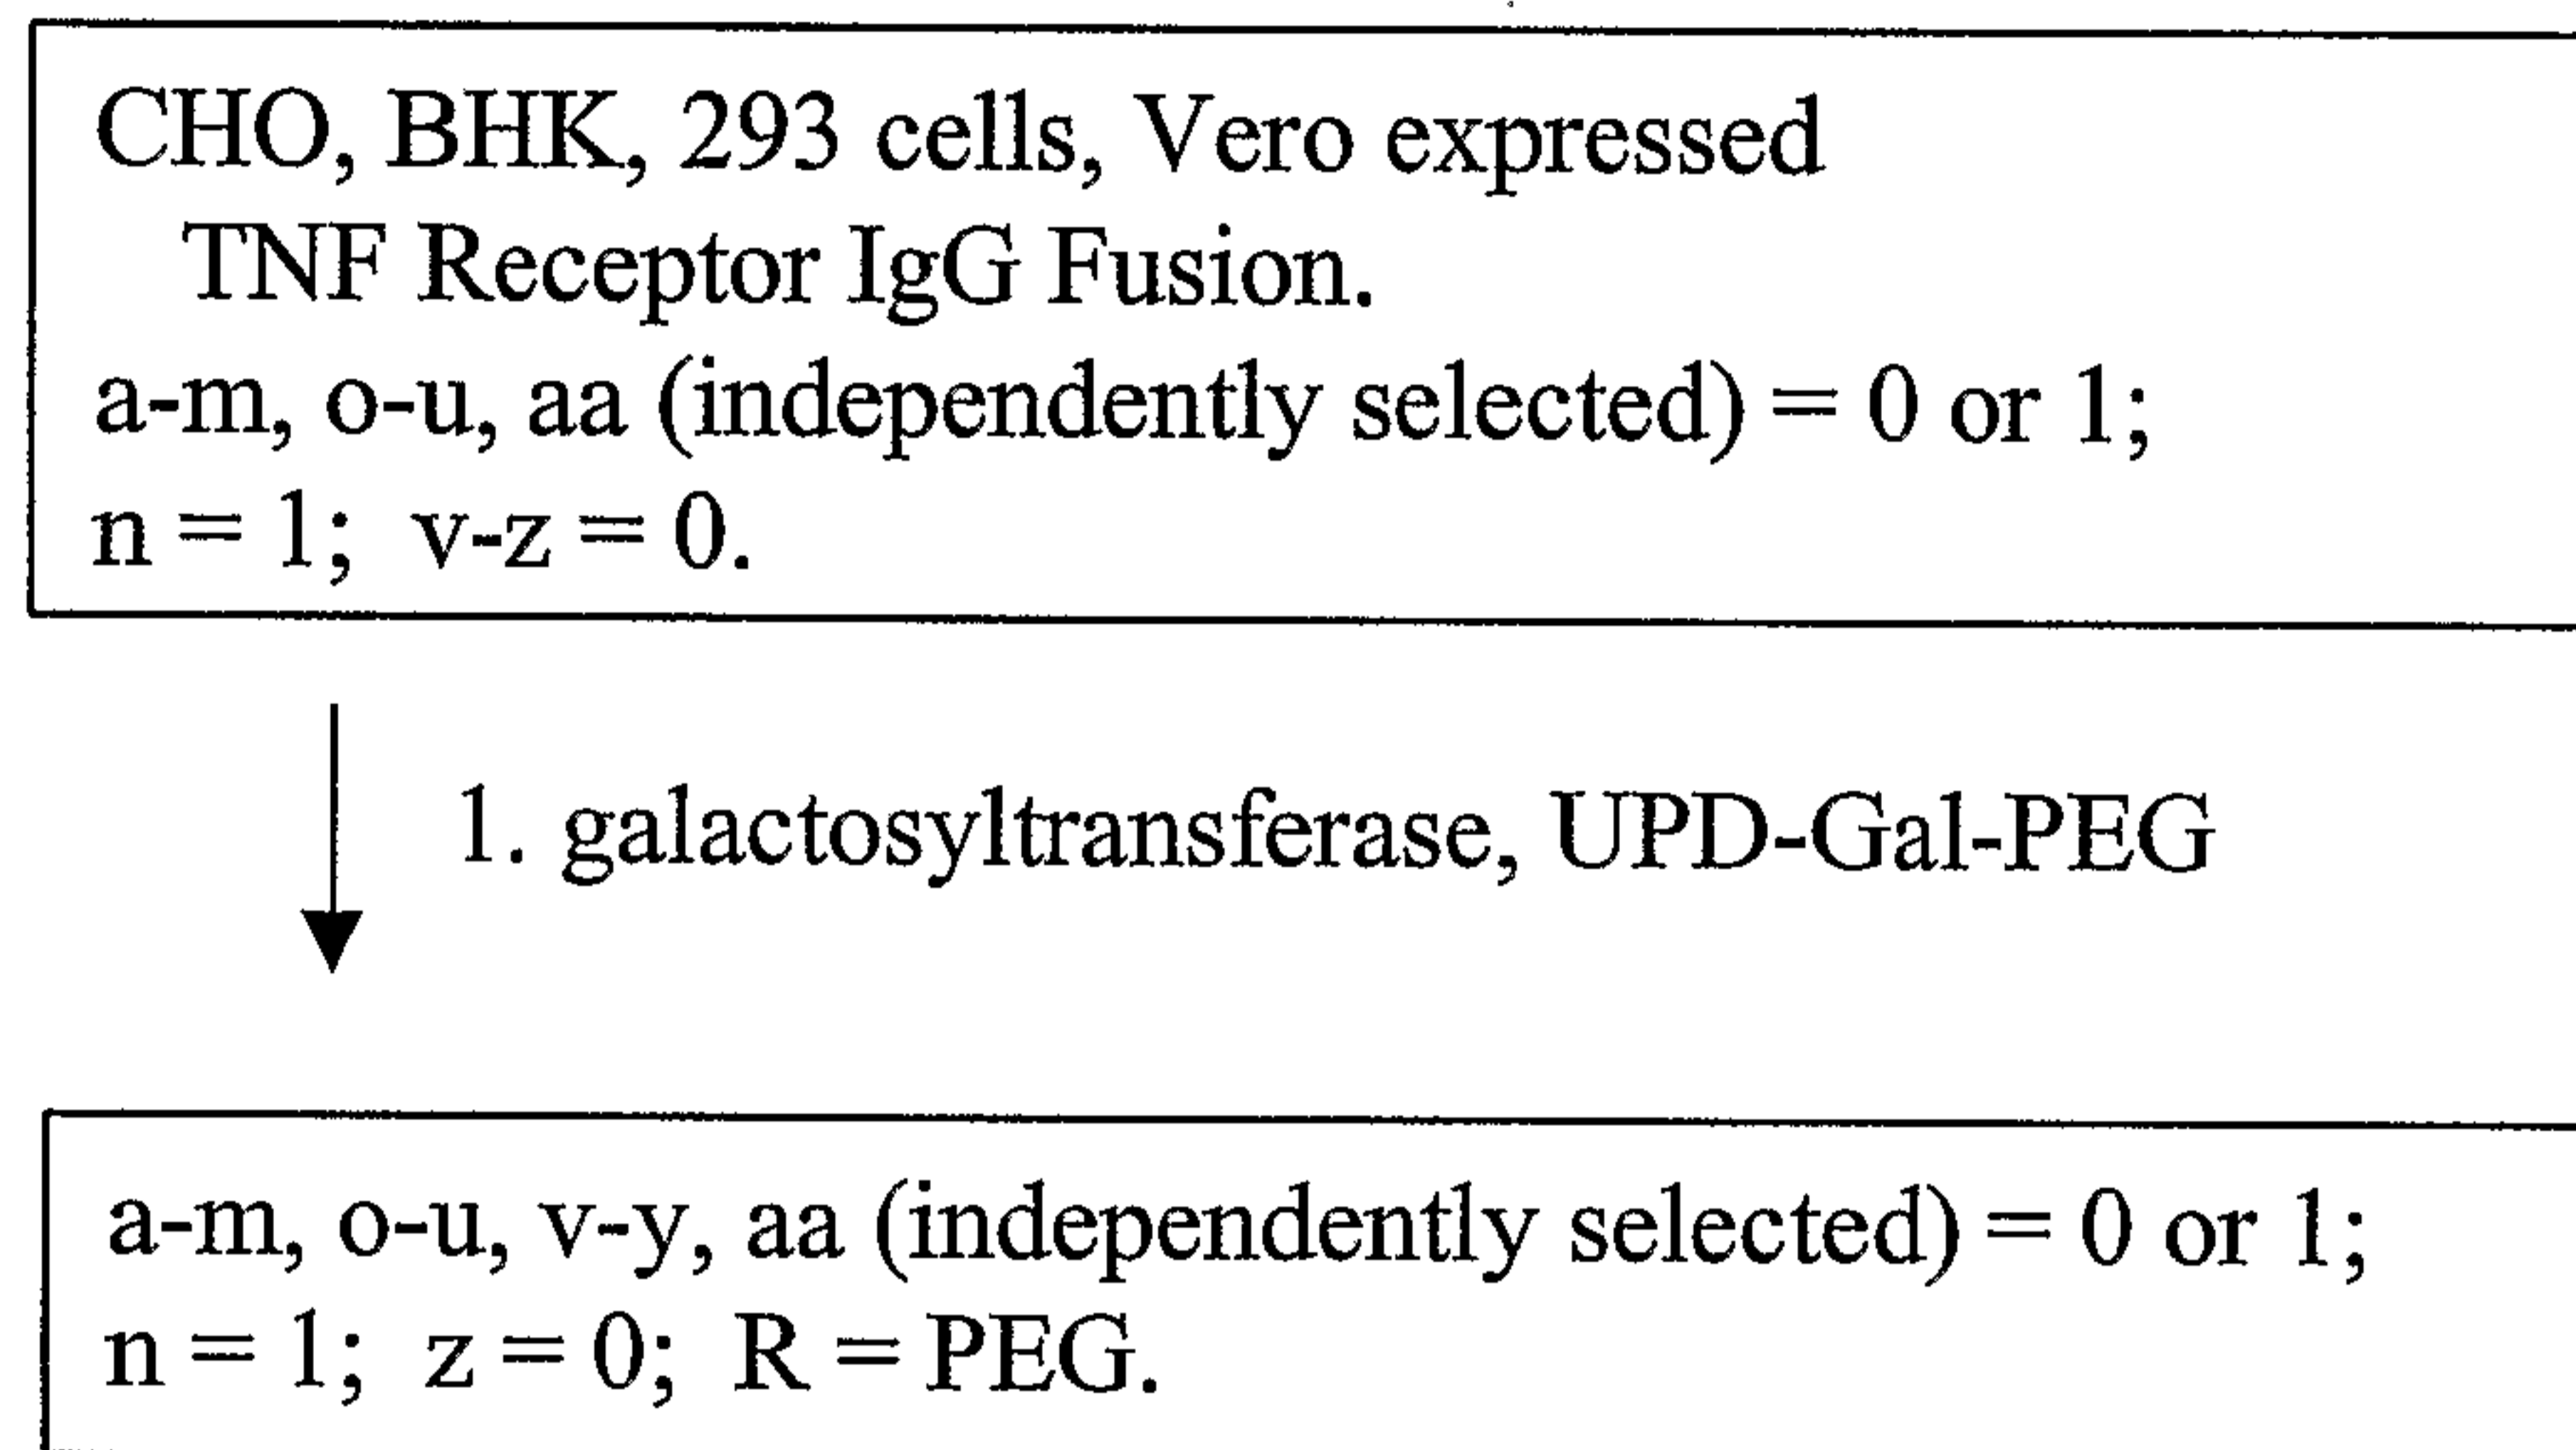 CHO, BHK, 293 cells, Vero expressed
TNF Receptor IgG Fusion.
a-m, o-u, aa (independently selected) = 0 or 1;
n = 1; v-z = 0.
1. galactosyltransferase, UPD-Gal-PEG
a-m, o-u, v-y, aa (independently selected) = 0 or 1;
n = 1; z = 0; R = PEG.